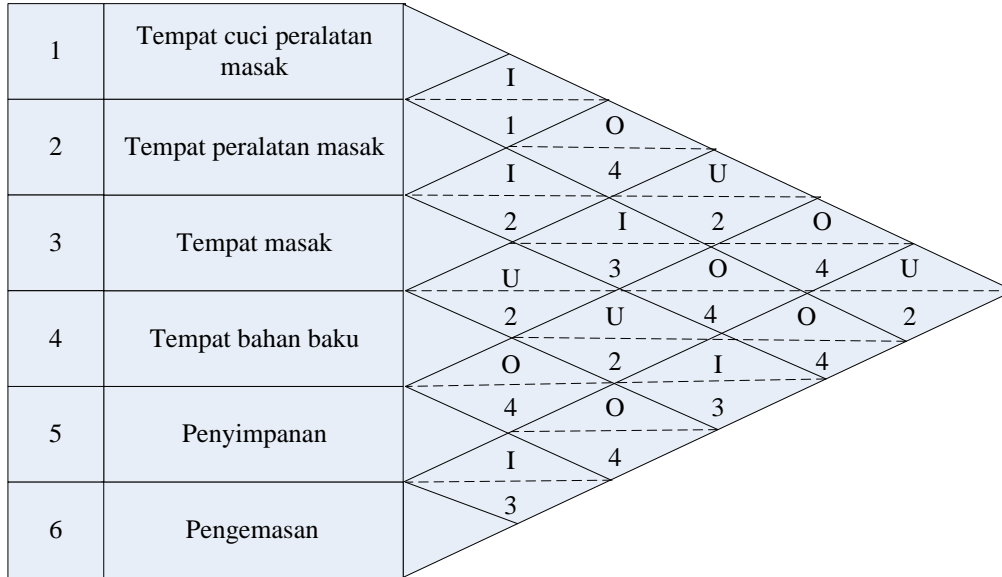 1
Tempat cuci peralatan
masak
I
1
O
2
Tempat peralatan masak
4
I
U
2
I
2
O
3
Tempat masak
3
O
4
U
U
2
U
4
O
2
4
Tempat bahan baku
O
2
I
4
4
O
3
5
Penyimpanan
I
4
3
6
Pengemasan